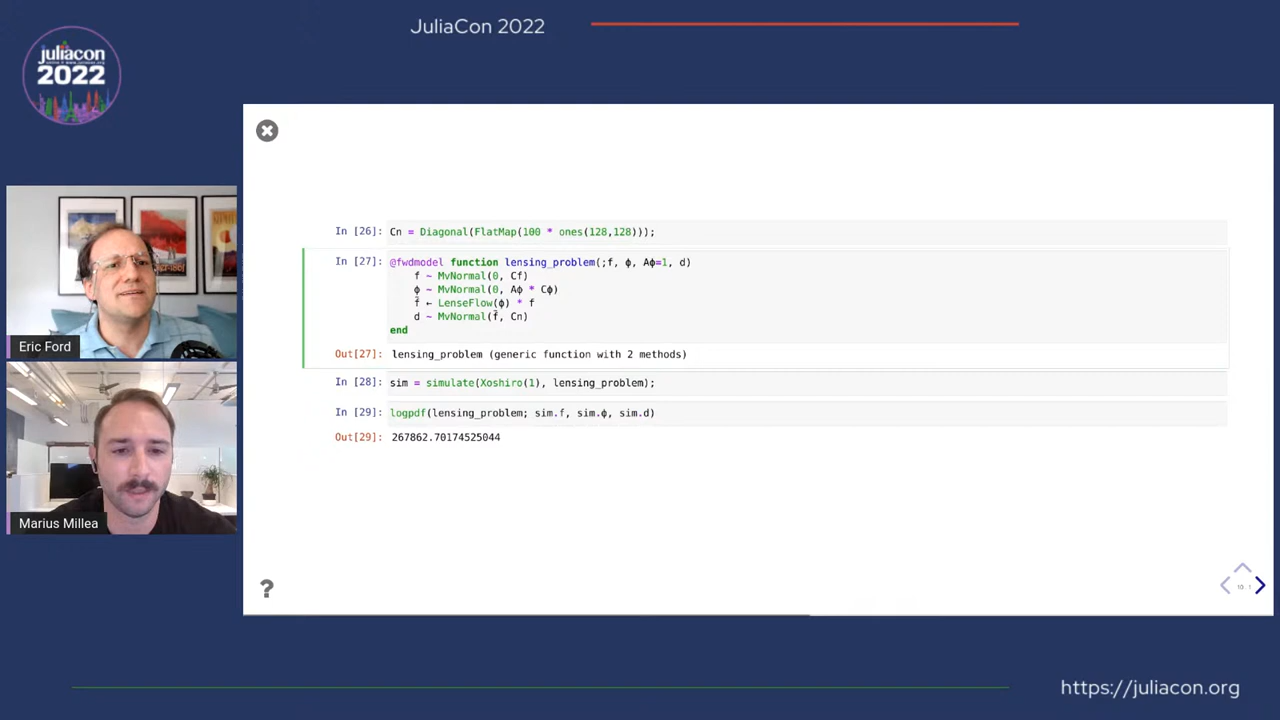 JuliaCon 2022
juliacon
2022
Eric Ford
Marius Millea
In [26]: Cn = Diagonal(FlatMap(100 * ones(128,128)));
In [27]: @fwdmodel function lensing_problem(;f, ϕ, Aϕ=1, d)
f ~ MvNormal(0, Cf)
ϕ ~ MvNormal(0, Aϕ * Cϕ)
f̃ ← LenseFlow(ϕ) * f
d ~ MvNormal(f̃, Cn)
end
Out[27]: lensing_problem (generic function with 2 methods)
In [28]: sim = simulate(Xoshiro(1), lensing_problem);
In [29]: logpdf(lensing_problem; sim.f, sim.ϕ, sim.d)
Out[29]: 267862.70174525044
?
https://juliacon.org